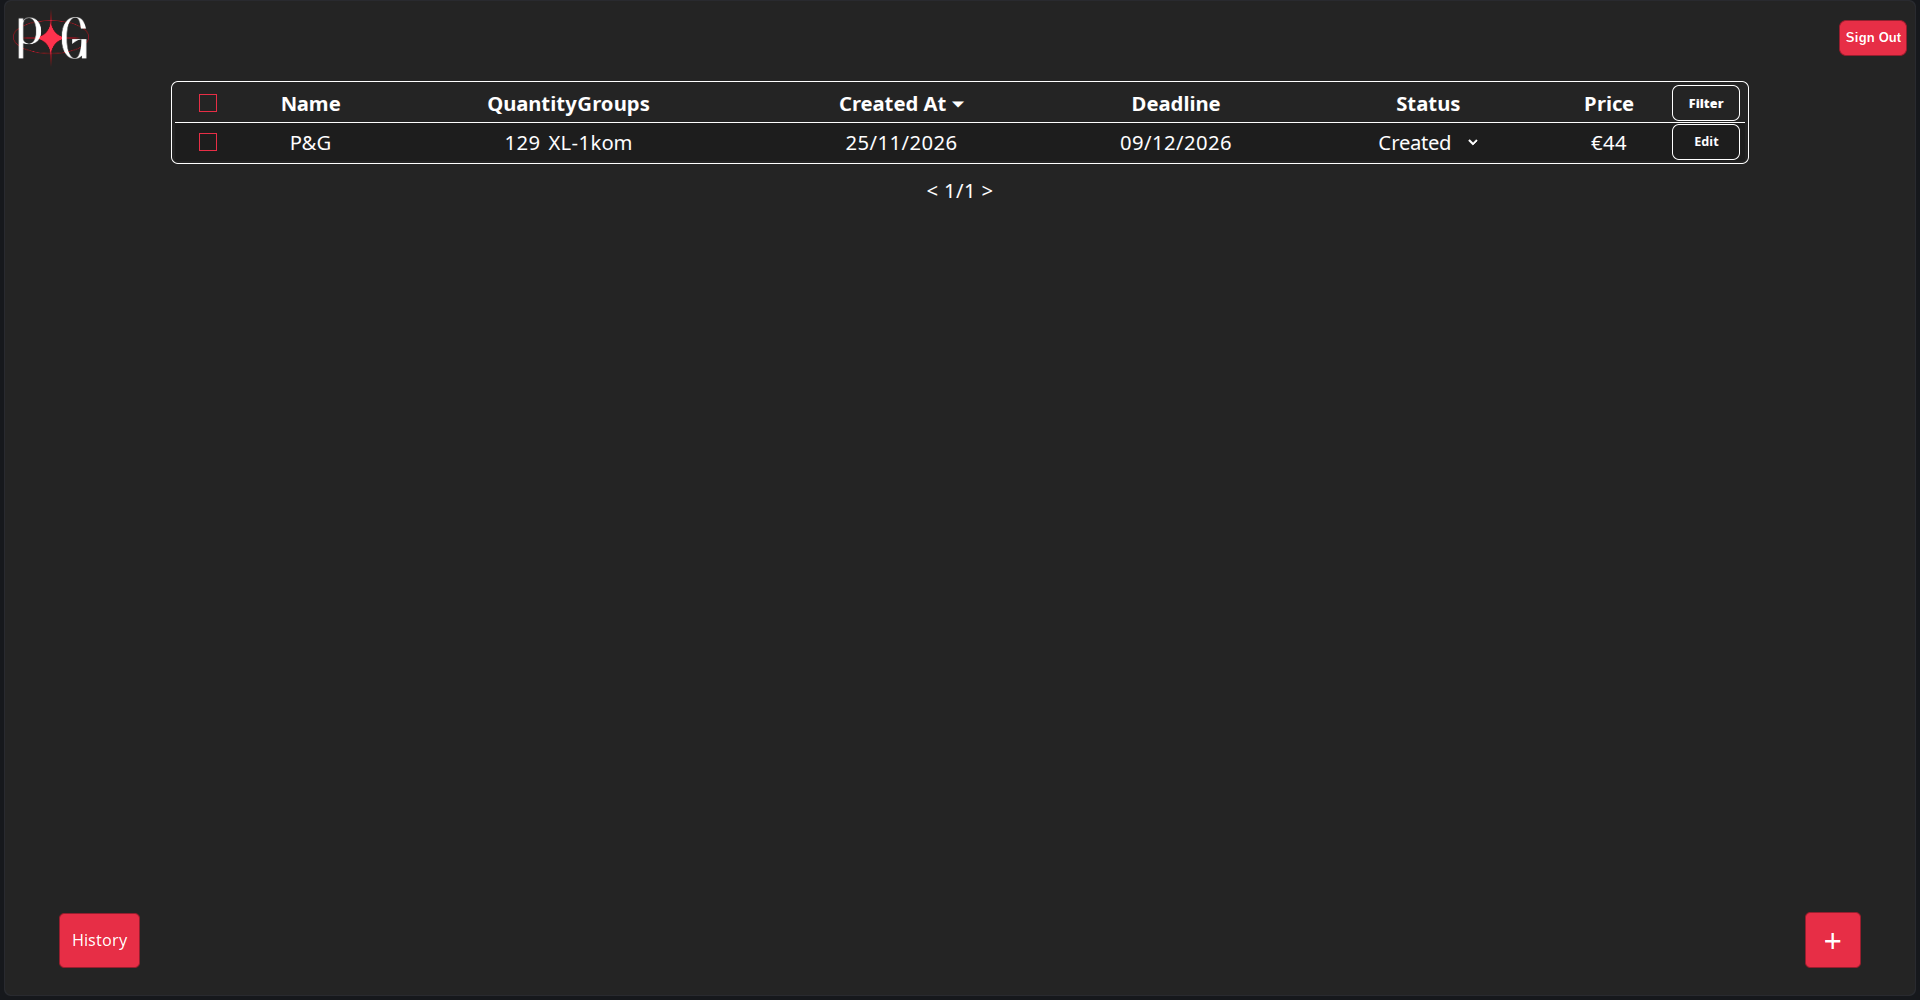 P G
Sign Out
Name QuantityGroups Created At Deadline Status Price Filter
P&G 129 XL-1kom 25/11/2026 09/12/2026 Created €44 Edit
< 1/1 >
History +